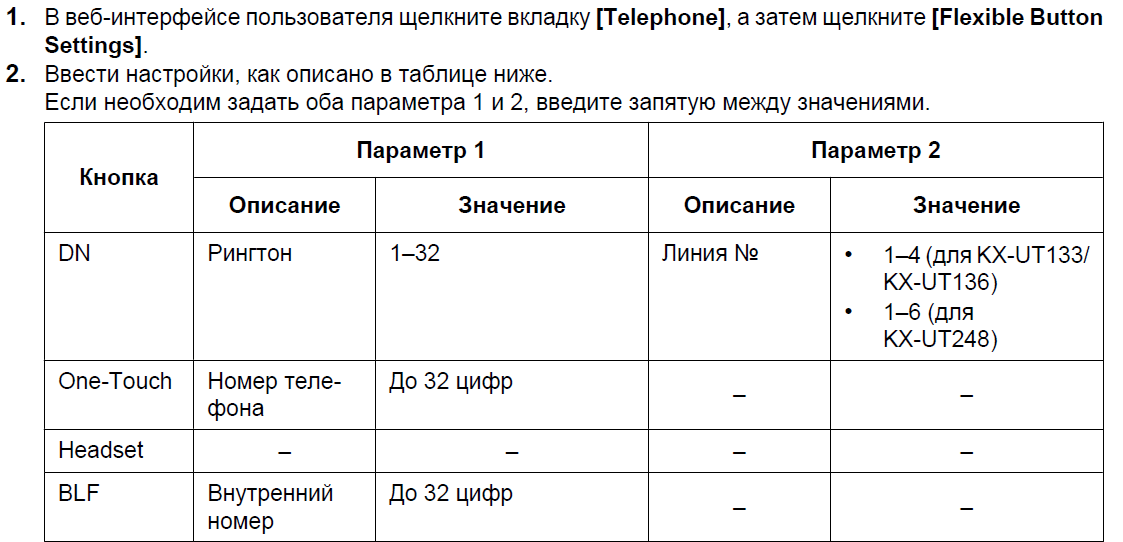 1. В веб-интерфейсе пользователя щелкните вкладку [Telephone], а затем щелкните [Flexible Button
Settings].
2. Ввести настройки, как описано в таблице ниже.
Если необходим задать оба параметра 1 и 2, введите запятую между значениями.
Кнопка
Параметр 1
Параметр 2
Описание
Значение
Описание
Значение
DN
Рингтон
1–32
Линия №
• 1–4 (для KX-UT133/
KX-UT136)
• 1–6 (для
KX-UT248)
One-Touch
Номер теле-
фона
До 32 цифр
–
–
Headset
–
–
–
–
BLF
Внутренний
номер
До 32 цифр
–
–